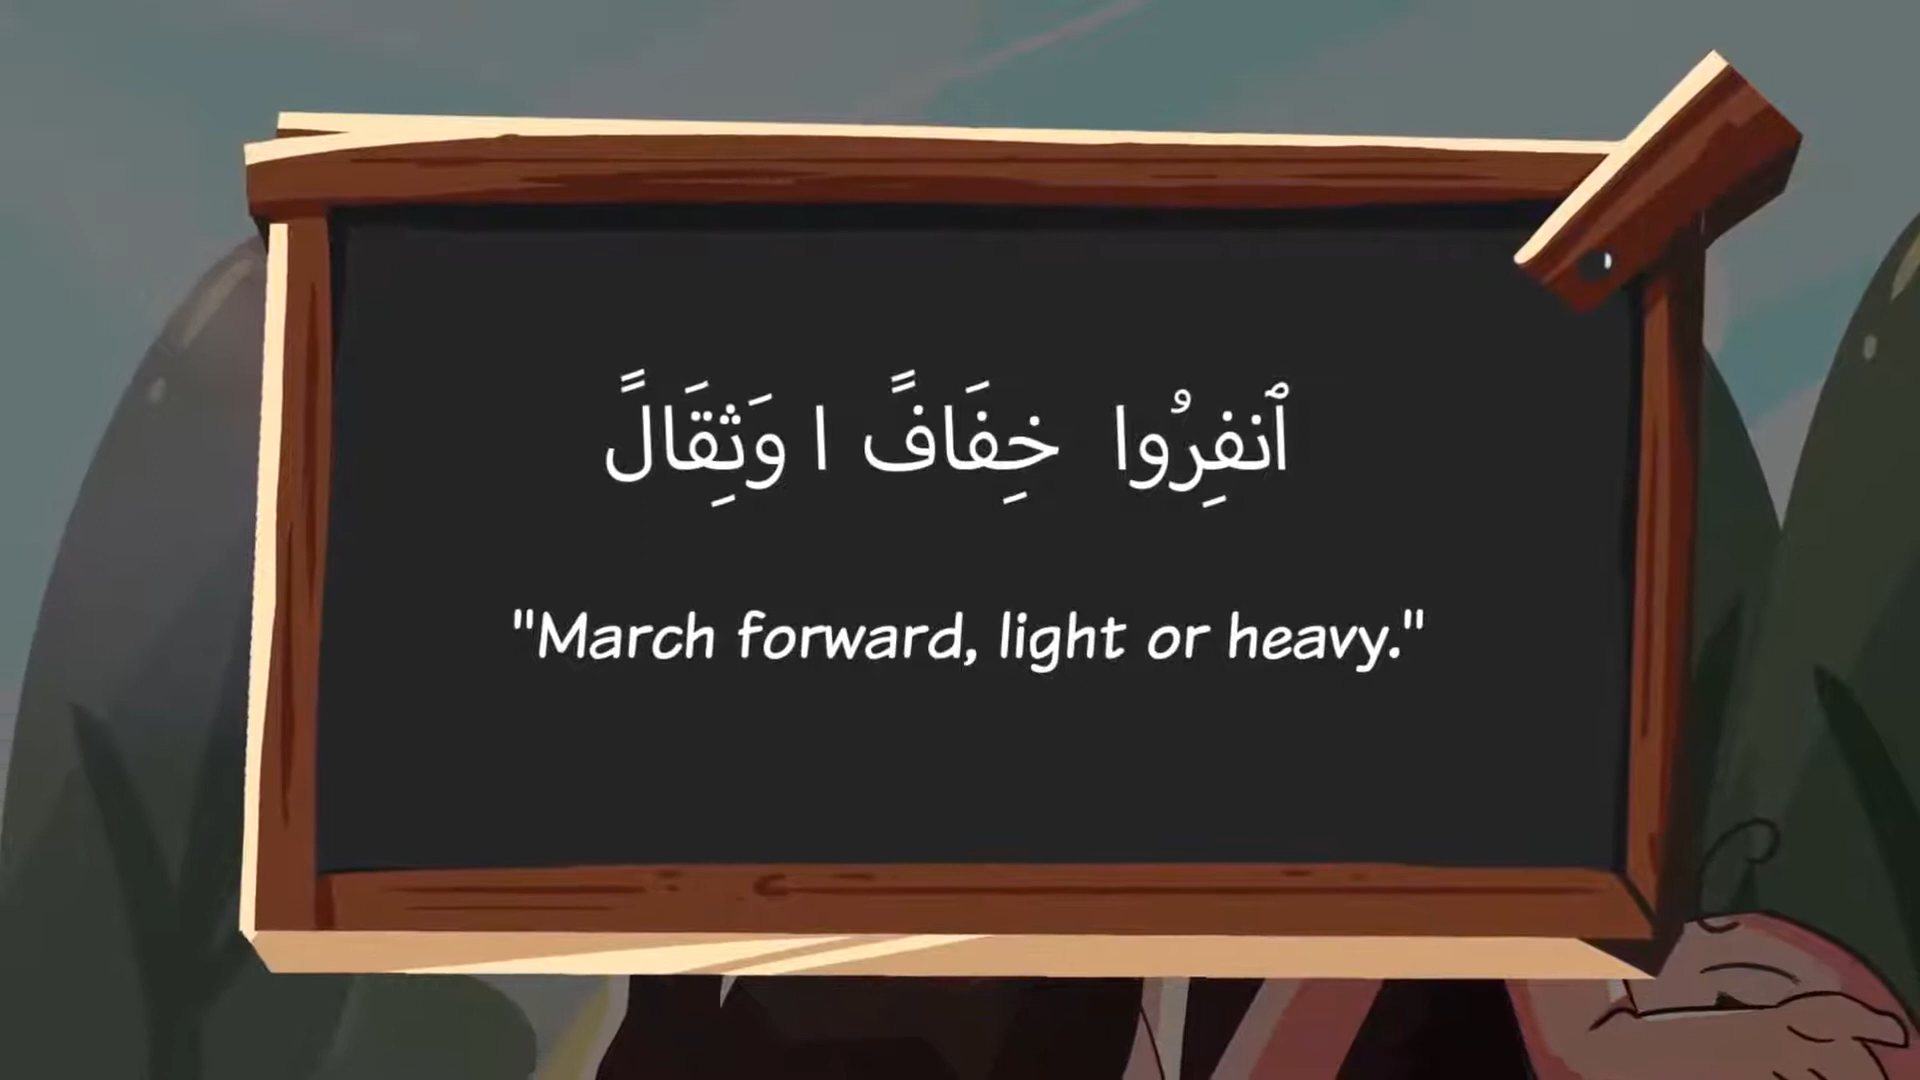 ٱنفِرُوا خِفَافً ا وَثِقَالً
"March forward, light or heavy."